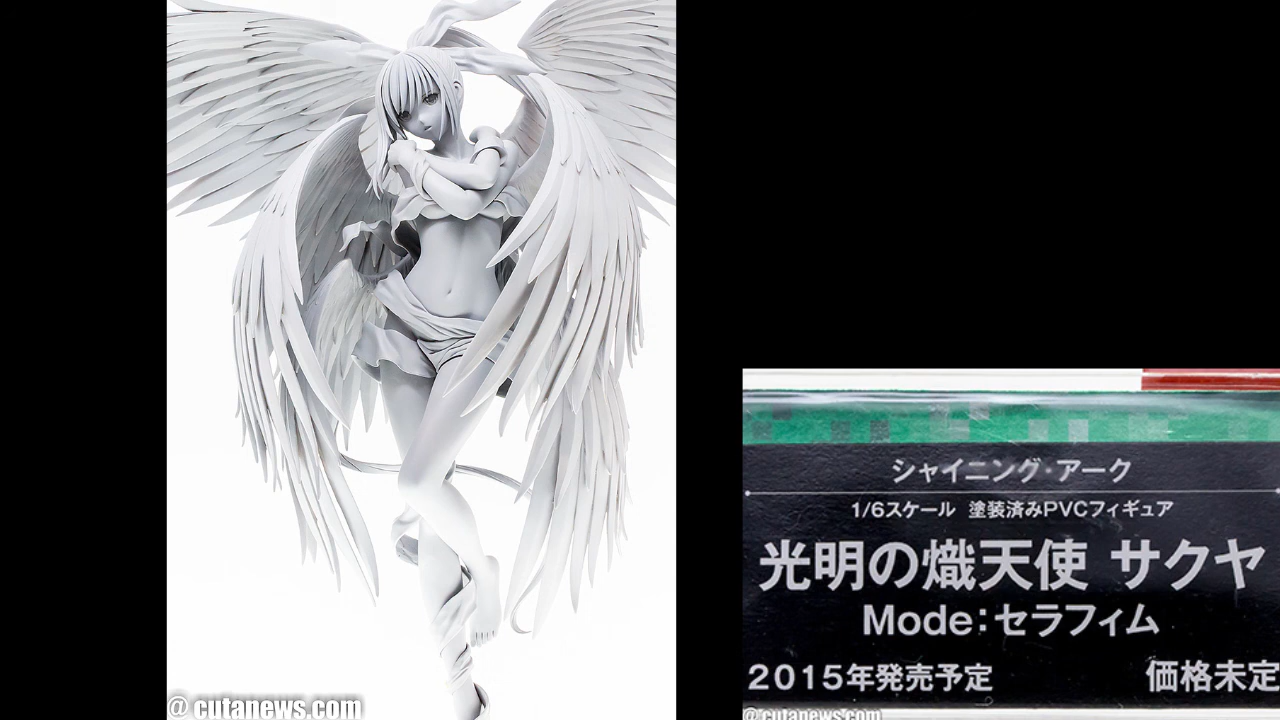 @ cutanews.com
シャイニング・アーク
1/6スケール 塗装済みPVCフィギュア
光明の熾天使 サクヤ
Mode:セラフィム
2015年発売予定 価格未定
@ cutanews.com